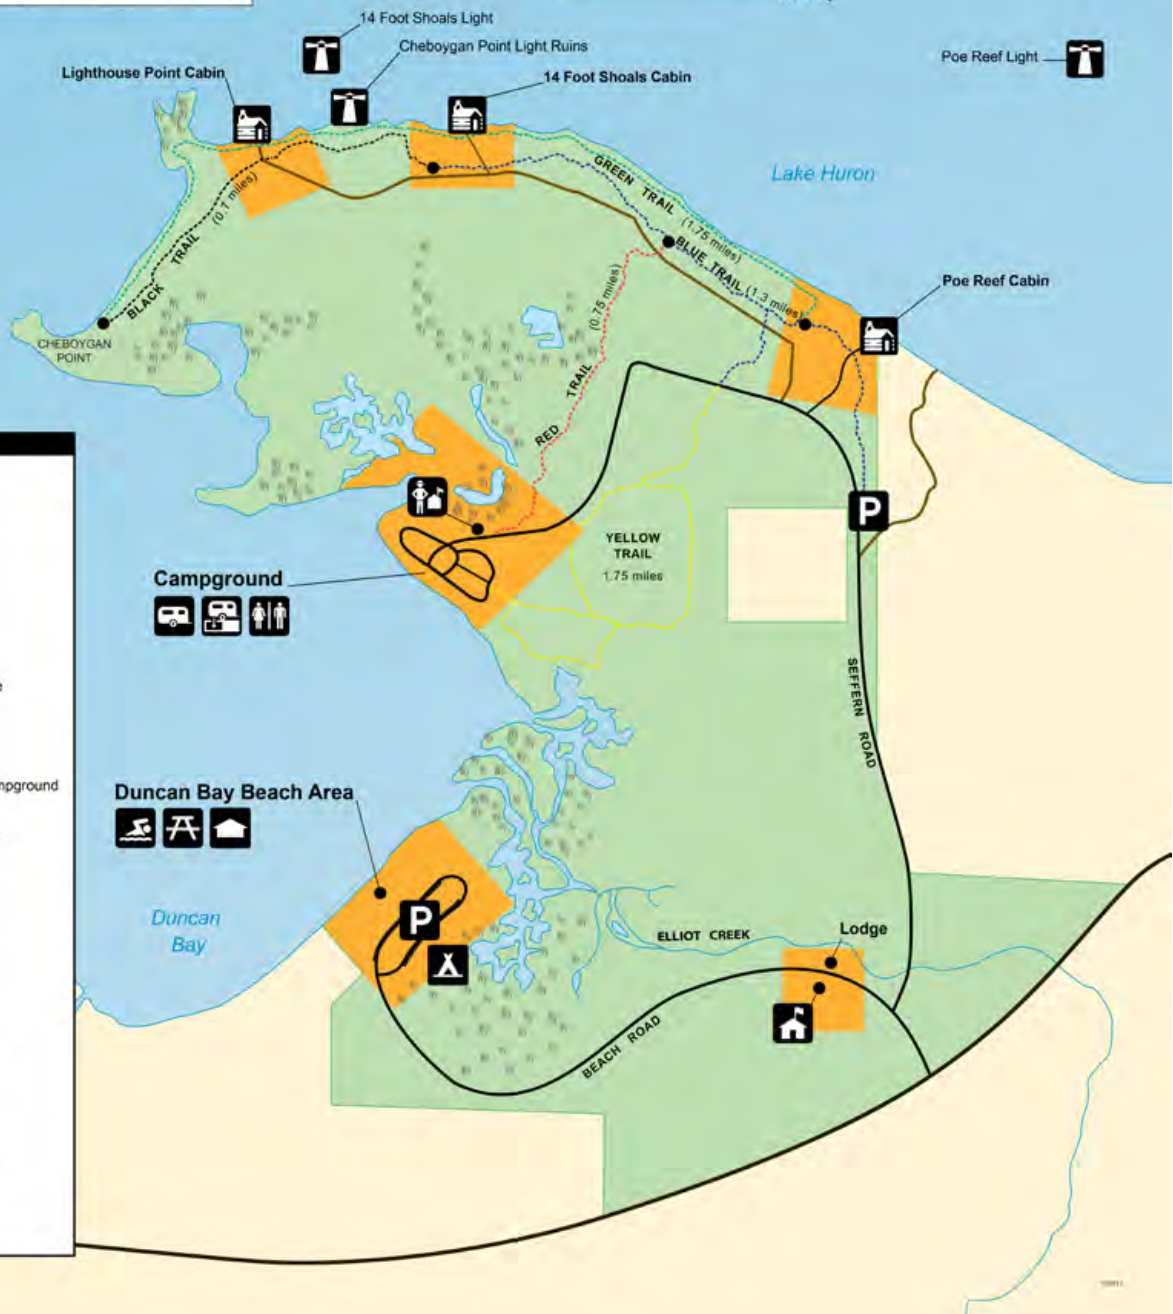 14 Foot Shoals Light
Cheboygan Point Light Ruins
Poe Reef Light
Lighthouse Point Cabin
14 Foot Shoals Cabin
Lake Huron
GREEN TRAIL (1.75 miles)
BLUE TRAIL (1.3 miles)
(0.1 miles)
BLACK TRAIL
Poe Reef Cabin
CHEBOYGAN
POINT
RED TRAIL (0.75 miles)
P
YELLOW
TRAIL
1.75 miles
Campground
SEFFERN ROAD
mpground
Duncan Bay Beach Area
P
Duncan
Bay
ELLIOT CREEK
Lodge
BEACH ROAD